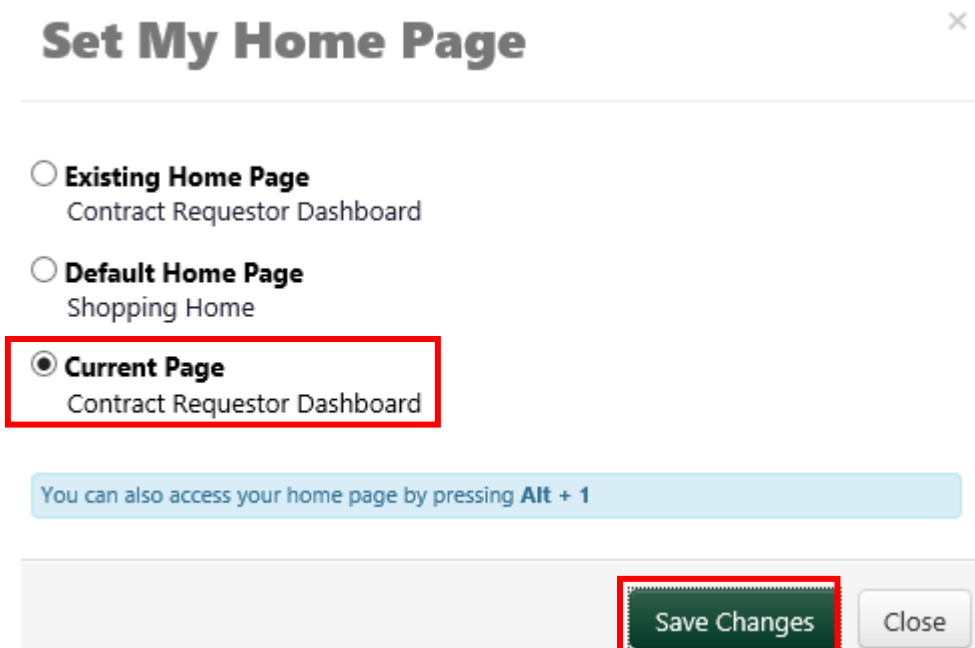 Set My Home Page
×
Existing Home Page
Contract Requestor Dashboard
Default Home Page
Shopping Home
Current Page
Contract Requestor Dashboard
You can also access your home page by pressing Alt + 1
Save Changes
Close